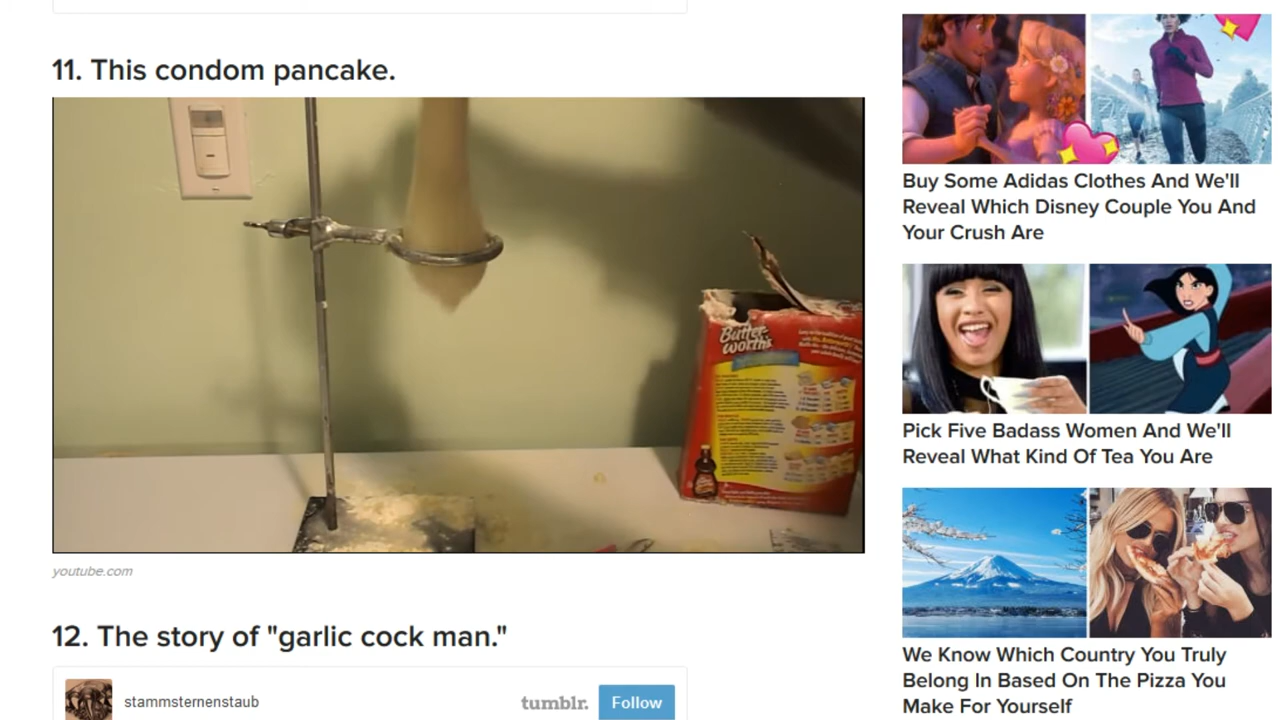 11. This condom pancake.
Butter-
worth's
youtube.com
12. The story of "garlic cock man."
stammsternenstaub
tumblr.
Follow
Buy Some Adidas Clothes And We'll
Reveal Which Disney Couple You And
Your Crush Are
Pick Five Badass Women And We'll
Reveal What Kind Of Tea You Are
We Know Which Country You Truly
Belong In Based On The Pizza You
Make For Yourself